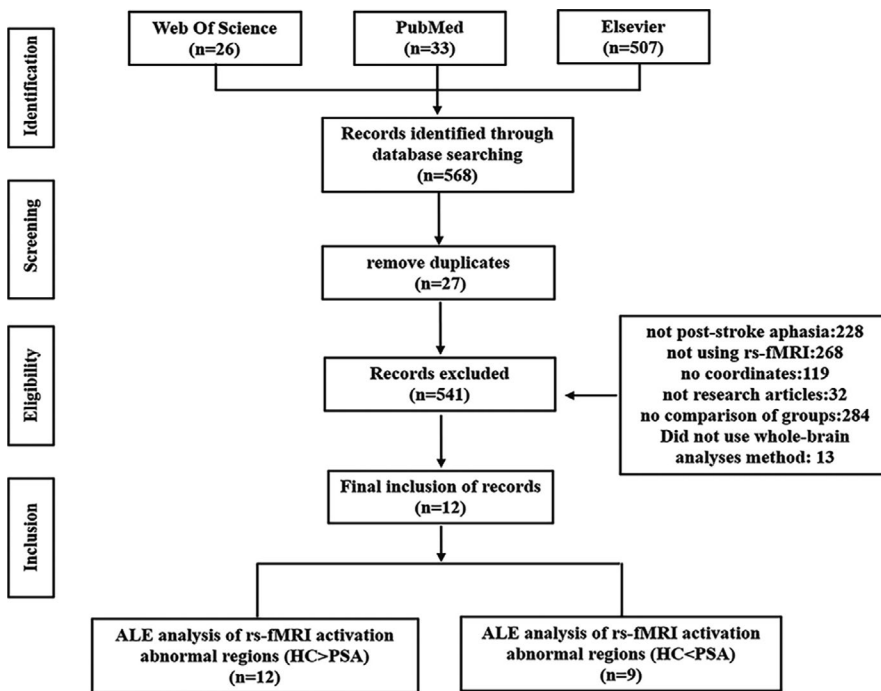 Web Of Science
(n=26)
PubMed
(n=33)
Elsevier
(n=507)
Identification
Records identified through
database searching
(n=568)
Screening
remove duplicates
(n=27)
Eligibility
Records excluded
(n=541)
not post-stroke aphasia:228
not using rs-fMRI:268
no coordinates:119
not research articles:32
no comparison of groups:284
Did not use whole-brain
analyses method: 13
Inclusion
Final inclusion of records
(n=12)
ALE analysis of rs-fMRI activation
abnormal regions (HC>PSA)
(n=12)
ALE analysis of rs-fMRI activation
abnormal regions (HC<PSA)
(n=9)